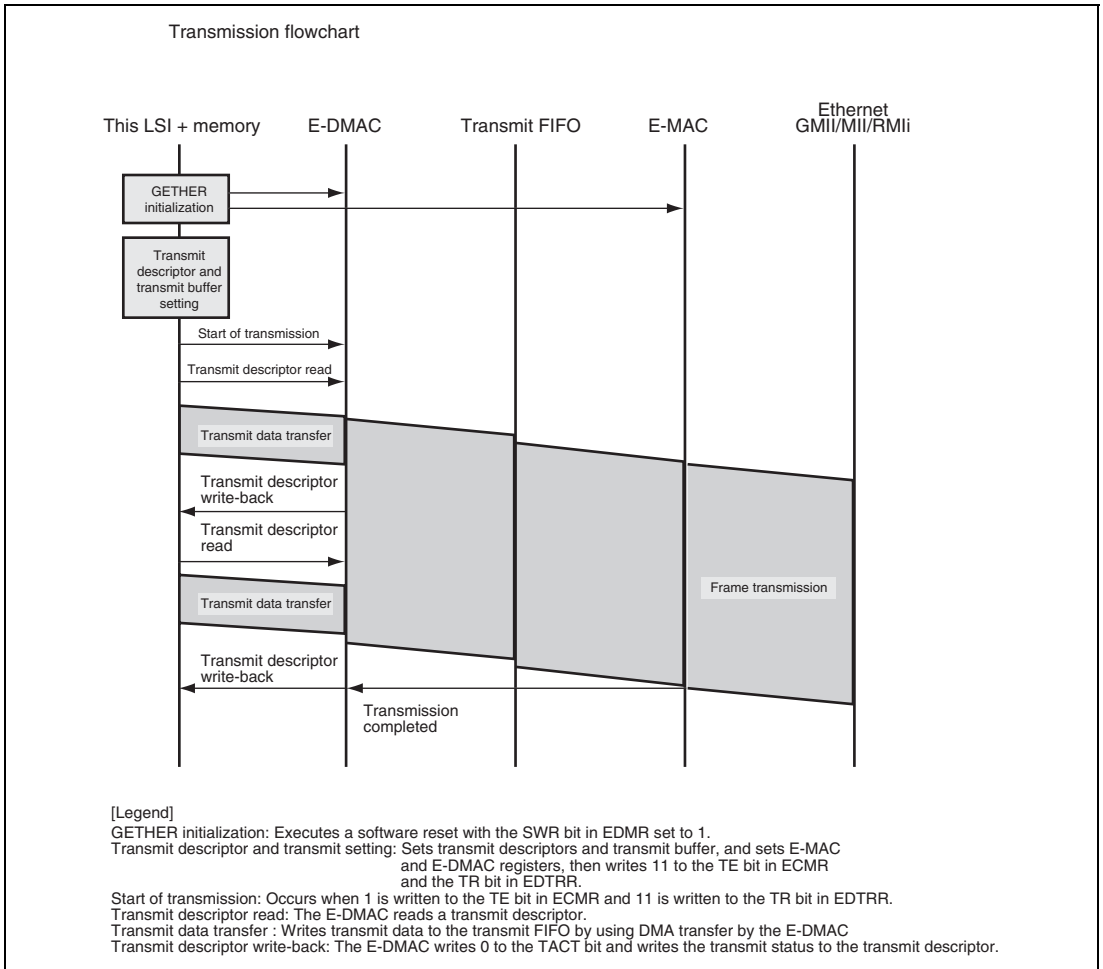 Transmission flowchart
This LSI + memory
E-DMAC
Transmit FIFO
E-MAC
Ethernet
GMII/MII/RMIi
GETHER
initialization
Transmit
descriptor and
transmit buffer
setting
Start of transmission
Transmit descriptor read
Transmit data transfer
Transmit descriptor
write-back
Transmit descriptor
read
Frame transmission
Transmit data transfer
Transmit descriptor
write-back
Transmission
completed
[Legend]
GETHER initialization: Executes a software reset with the SWR bit in EDMR set to 1.
Transmit descriptor and transmit setting: Sets transmit descriptors and transmit buffer, and sets E-MAC
and E-DMAC registers, then writes 11 to the TE bit in ECMR
and the TR bit in EDTRR.
Start of transmission: Occurs when 1 is written to the TE bit in ECMR and 11 is written to the TR bit in EDTRR.
Transmit descriptor read: The E-DMAC reads a transmit descriptor.
Transmit data transfer : Writes transmit data to the transmit FIFO by using DMA transfer by the E-DMAC
Transmit descriptor write-back: The E-DMAC writes 0 to the TACT bit and writes the transmit status to the transmit descriptor.